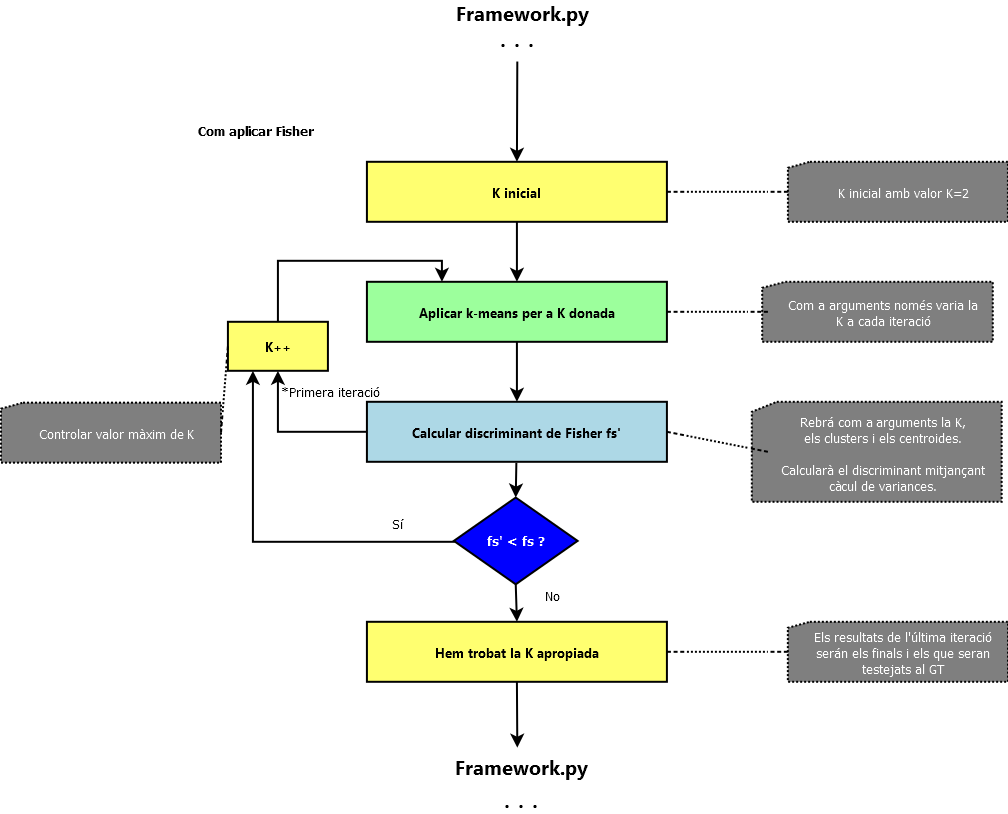 Framework.py
. . .
Com aplicar Fisher
K inicial
K inicial amb valor K=2
Aplicar k-means per a K donada
Com a arguments només varia la
K a cada iteració
K++
*Primera iteració
Controlar valor màxim de K
Calcular discriminant de Fisher fs'
Rebrá com a arguments la K,
els clusters i els centroides.
Calcularà el discriminant mitjançant
càcul de variances.
Sí
fs' < fs ?
No
Hem trobat la K apropiada
Els resultats de l'última iteració
serán els finals i els que seran
testejats al GT
Framework.py
. . .